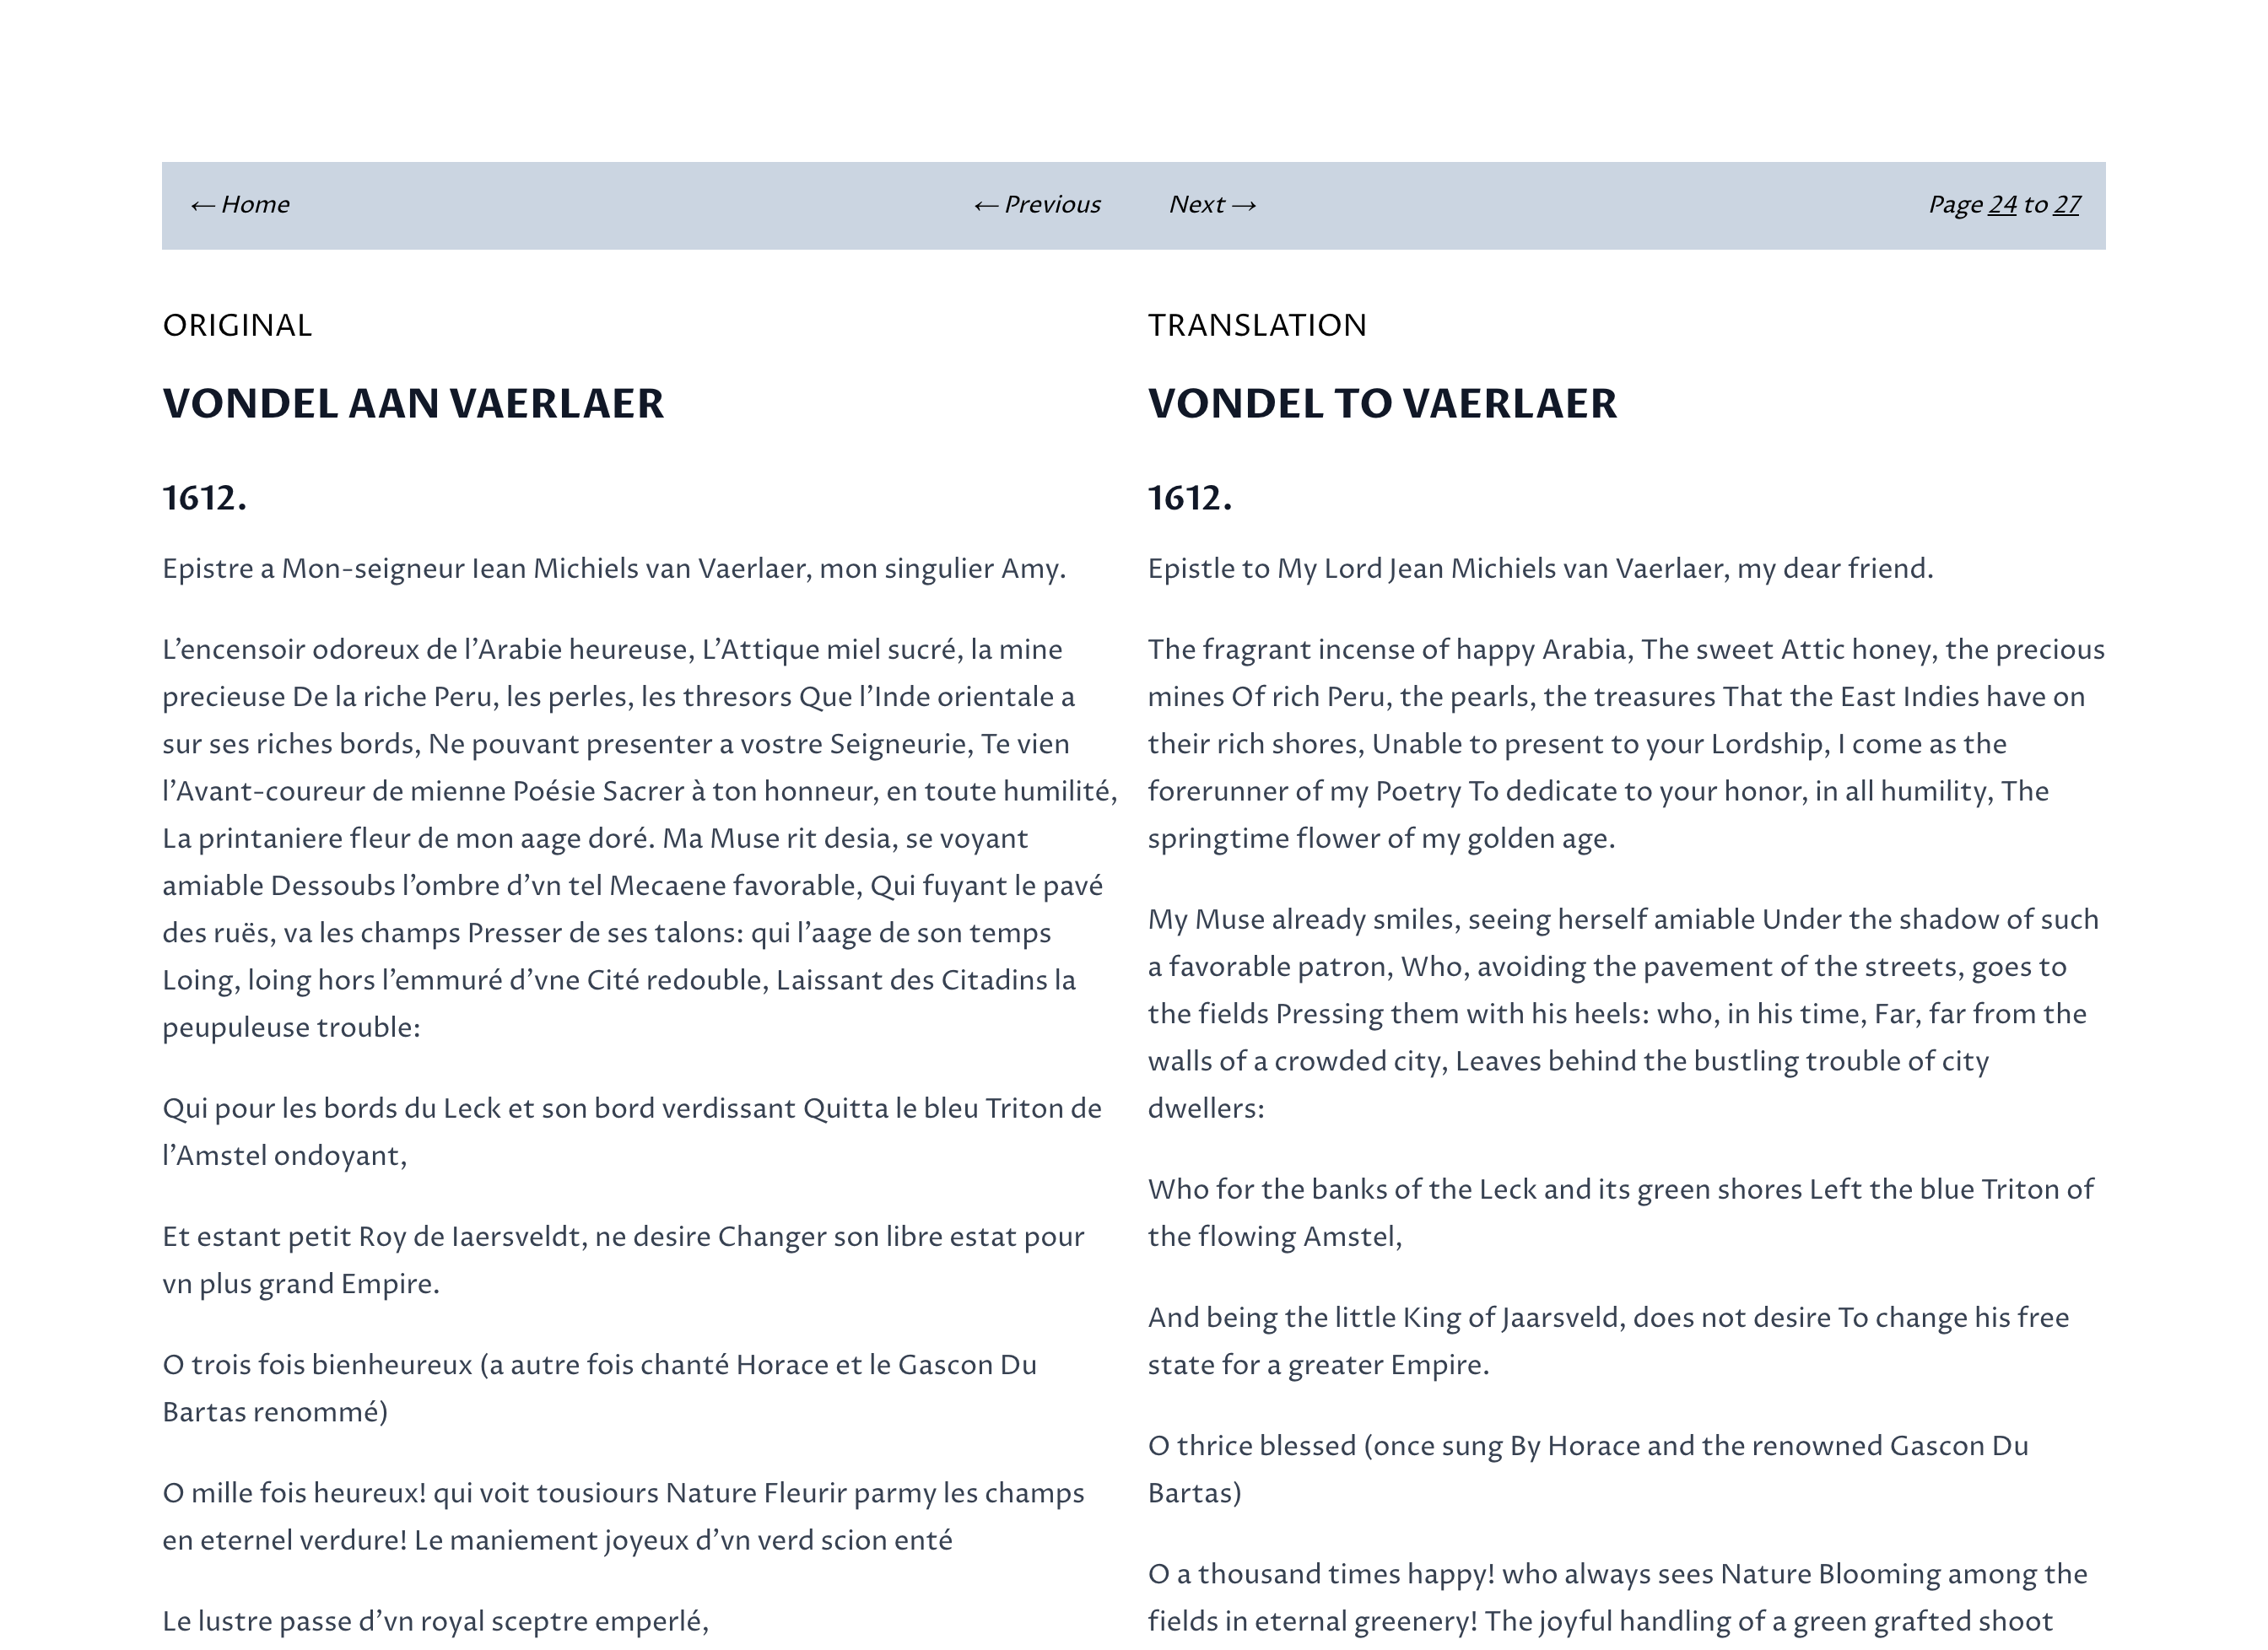 ← Home
← Previous
Next →
Page 24 to 27
ORIGINAL
VONDEL AAN VAERLAER
1612.
Epistre a Mon-seigneur Iean Michiels van Vaerlaer, mon singulier Amy.
L’encensoir odoreux de l’Arabie heureuse, L’Attique miel sucré, la mine
precieuse De la riche Peru, les perles, les thresors Que l’Inde orientale a
sur ses riches bords, Ne pouvant presenter a vostre Seigneurie, Te vien
l’Avant-coureur de mienne Poésie Sacrer à ton honneur, en toute humilité,
La printaniere fleur de mon aage doré. Ma Muse rit desia, se voyant
amiable Dessoubs l’ombre d’vn tel Mecaene favorable, Qui fuyant le pavé
des ruës, va les champs Presser de ses talons: qui l’aage de son temps
Loing, loing hors l’emmuré d’vne Cité redouble, Laissant des Citadins la
peupuleuse trouble:
Qui pour les bords du Leck et son bord verdissant Quitta le bleu Triton de
l’Amstel ondoyant,
Et estant petit Roy de Iaersveldt, ne desire Changer son libre estat pour
vn plus grand Empire.
O trois fois bienheureux (a autre fois chanté Horace et le Gascon Du
Bartas renommé)
O mille fois heureux! qui voit tousiours Nature Fleurir parmy les champs
en eternel verdure! Le maniement joyeux d’vn verd scion enté
Le lustre passe d’vn royal sceptre emperlé,
TRANSLATION
VONDEL TO VAERLAER
1612.
Epistle to My Lord Jean Michiels van Vaerlaer, my dear friend.
The fragrant incense of happy Arabia, The sweet Attic honey, the precious
mines Of rich Peru, the pearls, the treasures That the East Indies have on
their rich shores, Unable to present to your Lordship, I come as the
forerunner of my Poetry To dedicate to your honor, in all humility, The
springtime flower of my golden age.
My Muse already smiles, seeing herself amiable Under the shadow of such
a favorable patron, Who, avoiding the pavement of the streets, goes to
the fields Pressing them with his heels: who, in his time, Far, far from the
walls of a crowded city, Leaves behind the bustling trouble of city
dwellers:
Who for the banks of the Leck and its green shores Left the blue Triton of
the flowing Amstel,
And being the little King of Jaarsveld, does not desire To change his free
state for a greater Empire.
O thrice blessed (once sung By Horace and the renowned Gascon Du
Bartas)
O a thousand times happy! who always sees Nature Blooming among the
fields in eternal greenery! The joyful handling of a green grafted shoot